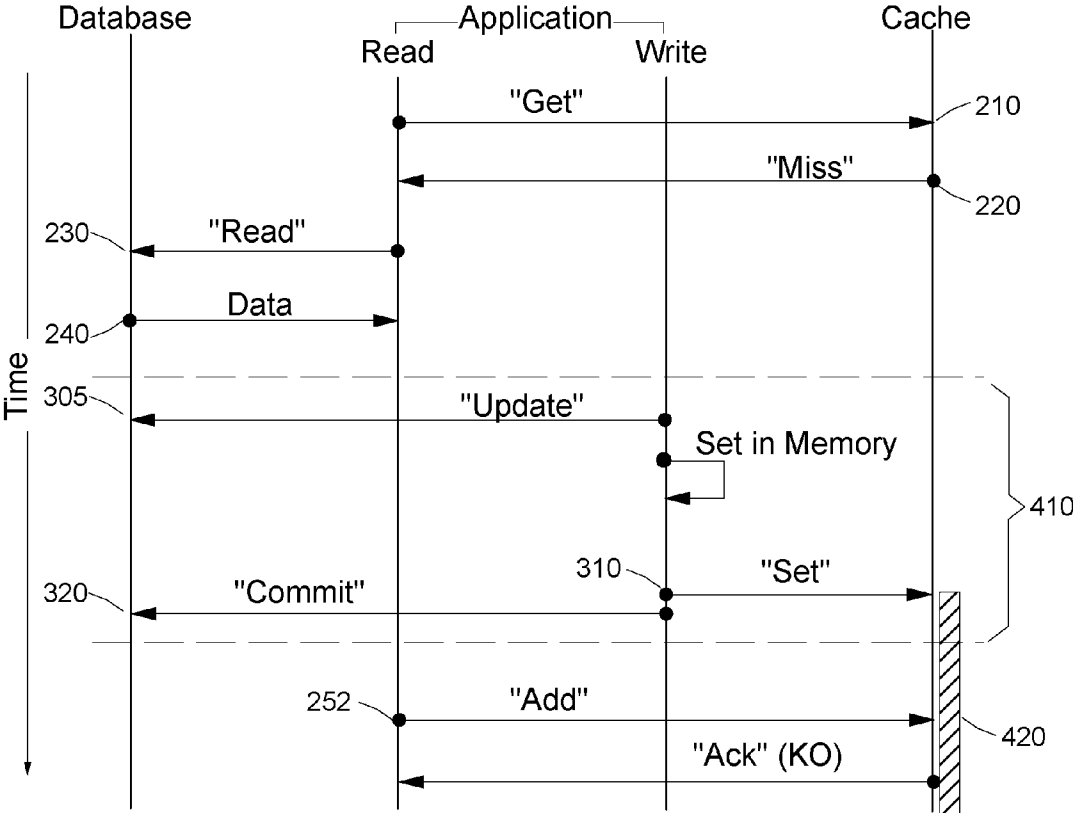 Database
Application
Cache
Read
Write
"Get"
210
"Miss"
220
230
"Read"
Data
240
Time
305
"Update"
Set in Memory
410
310
"Set"
320
"Commit"
252
"Add"
420
"Ack" (KO)